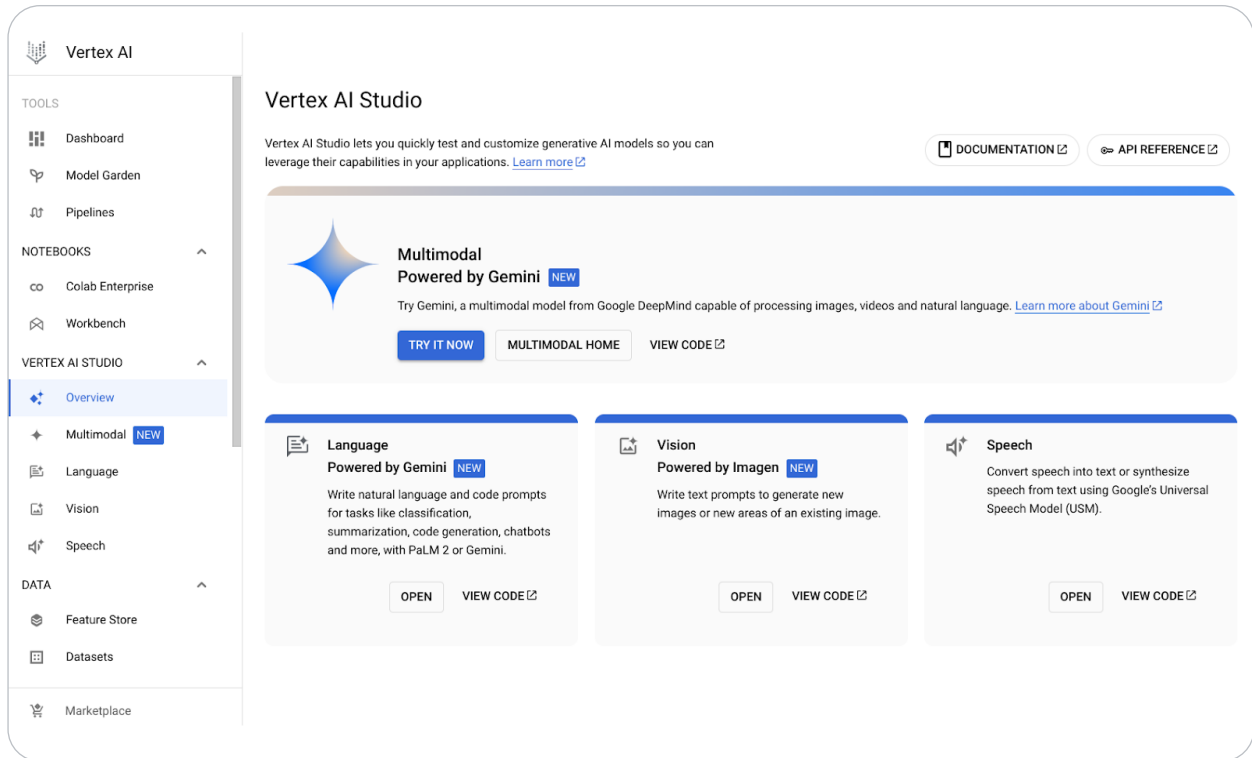 Vertex AI
TOOLS
Dashboard
Model Garden
Pipelines
NOTEBOOKS
Colab Enterprise
Workbench
VERTEX AI STUDIO
Overview
Multimodal NEW
Language
Vision
Speech
DATA
Feature Store
Datasets
Marketplace
Vertex AI Studio
Vertex AI Studio lets you quickly test and customize generative AI models so you can
leverage their capabilities in your applications. Learn more
DOCUMENTATION
API REFERENCE
Multimodal
Powered by Gemini NEW
Try Gemini, a multimodal model from Google DeepMind capable of processing images, videos and natural language. Learn more about Gemini
TRY IT NOW
MULTIMODAL HOME
VIEW CODE
Language
Powered by Gemini NEW
Write natural language and code prompts
for tasks like classification,
summarization, code generation, chatbots
and more, with PaLM 2 or Gemini.
OPEN
VIEW CODE
Vision
Powered by Imagen NEW
Write text prompts to generate new
images or new areas of an existing image.
OPEN
VIEW CODE
Speech
Convert speech into text or synthesize
speech from text using Google's Universal
Speech Model (USM).
OPEN
VIEW CODE